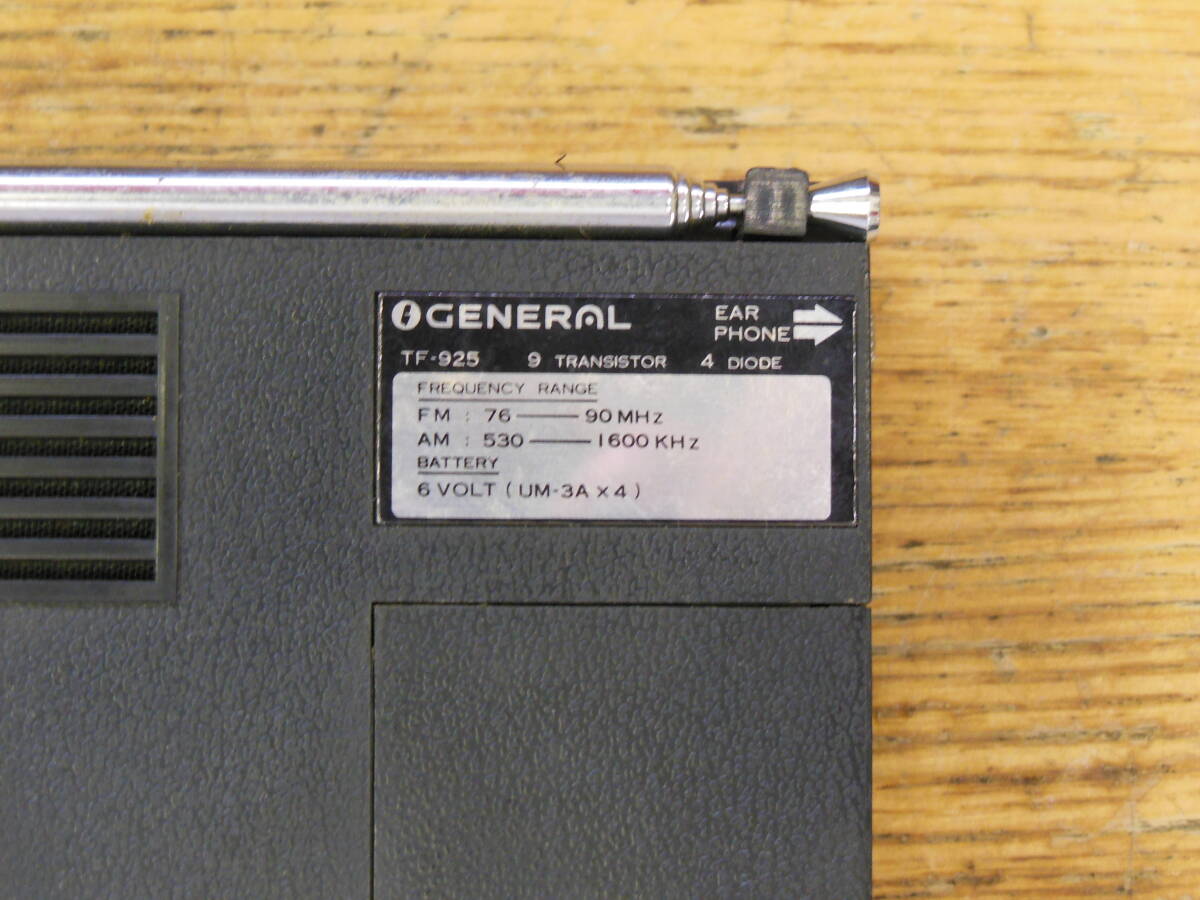 GENERAL
EAR
PHONE
TF-925 9 TRANSISTOR 4 DIODE
FREQUENCY RANGE
FM : 76 — 90 MHz
AM : 530 — 1600 KHz
BATTERY
6 VOLT ( UM-3A × 4 )